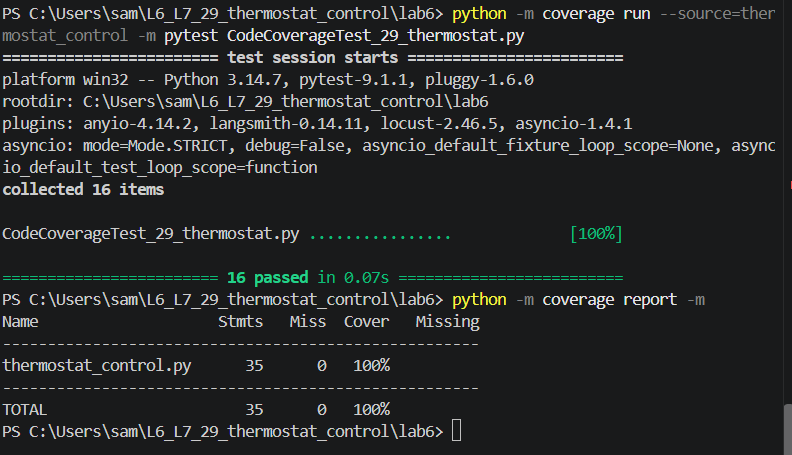 PS C:\Users\sam\L6_L7_29_thermostat_control\lab6> python -m coverage run --source=ther
mostat_control -m pytest CodeCoverageTest_29_thermostat.py
======================== test session starts ========================
platform win32 -- Python 3.14.7, pytest-9.1.1, pluggy-1.6.0
rootdir: C:\Users\sam\L6_L7_29_thermostat_control\lab6
plugins: anyio-4.14.2, langsmith-0.14.11, locust-2.46.5, asyncio-1.4.1
asyncio: mode=Mode.STRICT, debug=False, asyncio_default_fixture_loop_scope=None, async
io_default_test_loop_scope=function
collected 16 items

CodeCoverageTest_29_thermostat.py ................ [100%]

======================== 16 passed in 0.07s =========================
PS C:\Users\sam\L6_L7_29_thermostat_control\lab6> python -m coverage report -m
Name                    Stmts   Miss  Cover   Missing
-----------------------------------------------------
thermostat_control.py      35      0   100%
-----------------------------------------------------
TOTAL                      35      0   100%
PS C:\Users\sam\L6_L7_29_thermostat_control\lab6>